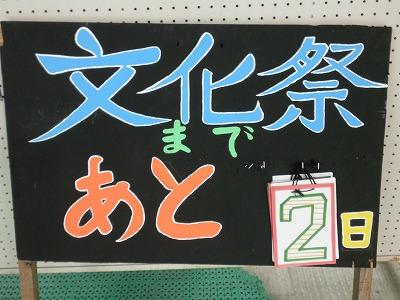 文化祭
まで
あと2日